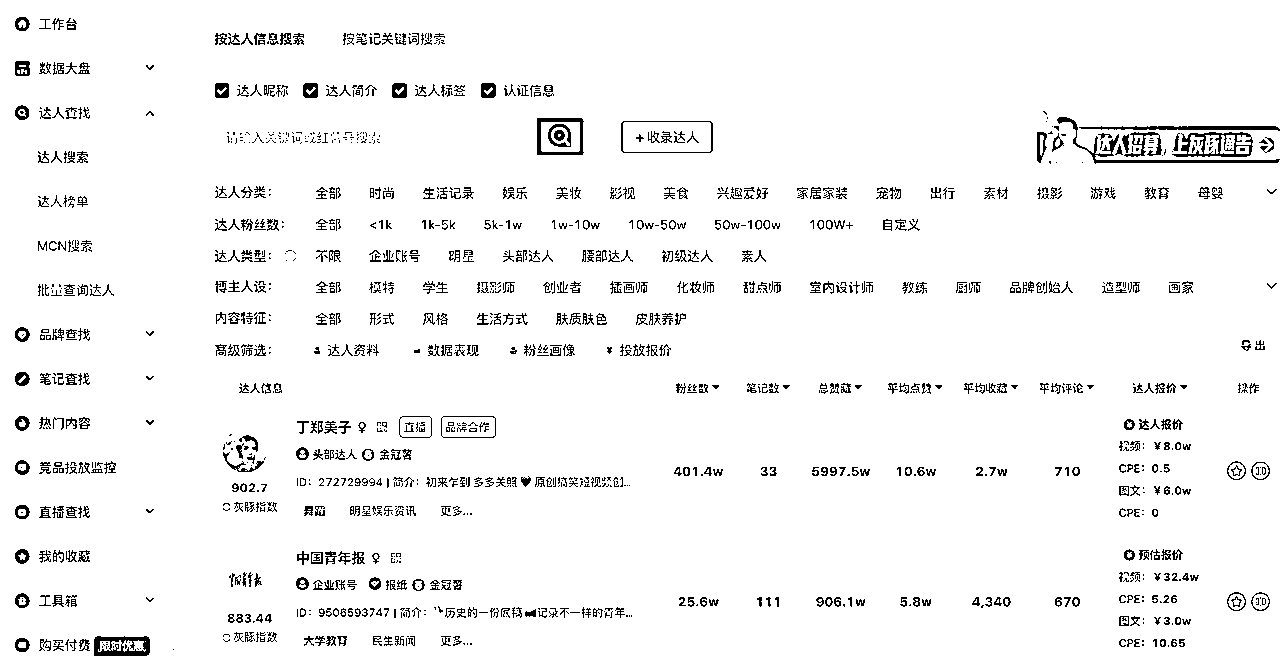 工作台
数据大盘
达人查找
达人搜索
达人榜单
MCN搜索
批量查询达人
品牌查找
笔记查找
热门内容
竞品投放监控
直播查找
我的收藏
工具箱
购买付费 限时优惠
按达人信息搜索 按笔记关键词搜索
达人昵称 达人简介 达人标签 认证信息
请输入关键词或红书号搜索 +收录达人
达人招募，上灰豚通告
达人分类： 全部 时尚 生活记录 娱乐 美妆 影视 美食 兴趣爱好 家居家装 宠物 出行 素材 摄影 游戏 教育 母婴
达人粉丝数： 全部 <1k 1k-5k 5k-1w 1w-10w 10w-50w 50w-100w 100W+ 自定义
达人类型： 不限 企业账号 明星 头部达人 腰部达人 初级达人 素人
博主人设： 全部 模特 学生 摄影师 创业者 插画师 化妆师 甜点师 室内设计师 教练 厨师 品牌创始人 造型师 画家
内容特征： 全部 形式 风格 生活方式 肤质肤色 皮肤养护
高级筛选： 达人资料 数据表现 粉丝画像 ¥ 投放报价
导出
达人信息 粉丝数 笔记数 总赞藏 平均点赞 平均收藏 平均评论 达人报价 操作
丁郑美子 ♀ 直播 品牌合作
头部达人 金冠薯
ID: 272729994 | 简介：初来乍到 多多关照 ♥ 原创搞笑短视频创...
舞蹈 明星娱乐资讯 更多...
902.7
灰豚指数
401.4w 33 5997.5w 10.6w 2.7w 710
达人报价
视频：¥8.0w
CPE：0.5
图文：¥6.0w
CPE：0
中国青年报 ♀
企业账号 报纸 金冠薯
ID: 9506593747 | 简介：历史的一份底稿 记录不一样的青年...
大学教育 民生新闻 更多...
883.44
灰豚指数
25.6w 111 906.1w 5.8w 4,340 670
预估报价
视频：¥32.4w
CPE：5.26
图文：¥3.0w
CPE：10.65